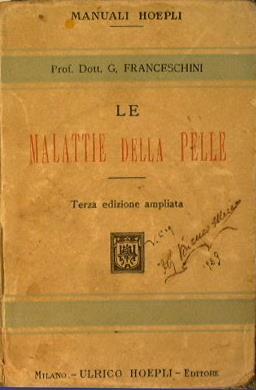 MANUALI HOEPLI
Prof. Dott. G. FRANCESCHINI
LE
MALATTIE DELLA PELLE
Terza edizione ampliata
MILANO. - ULRICO HOEPLI - EDITORE